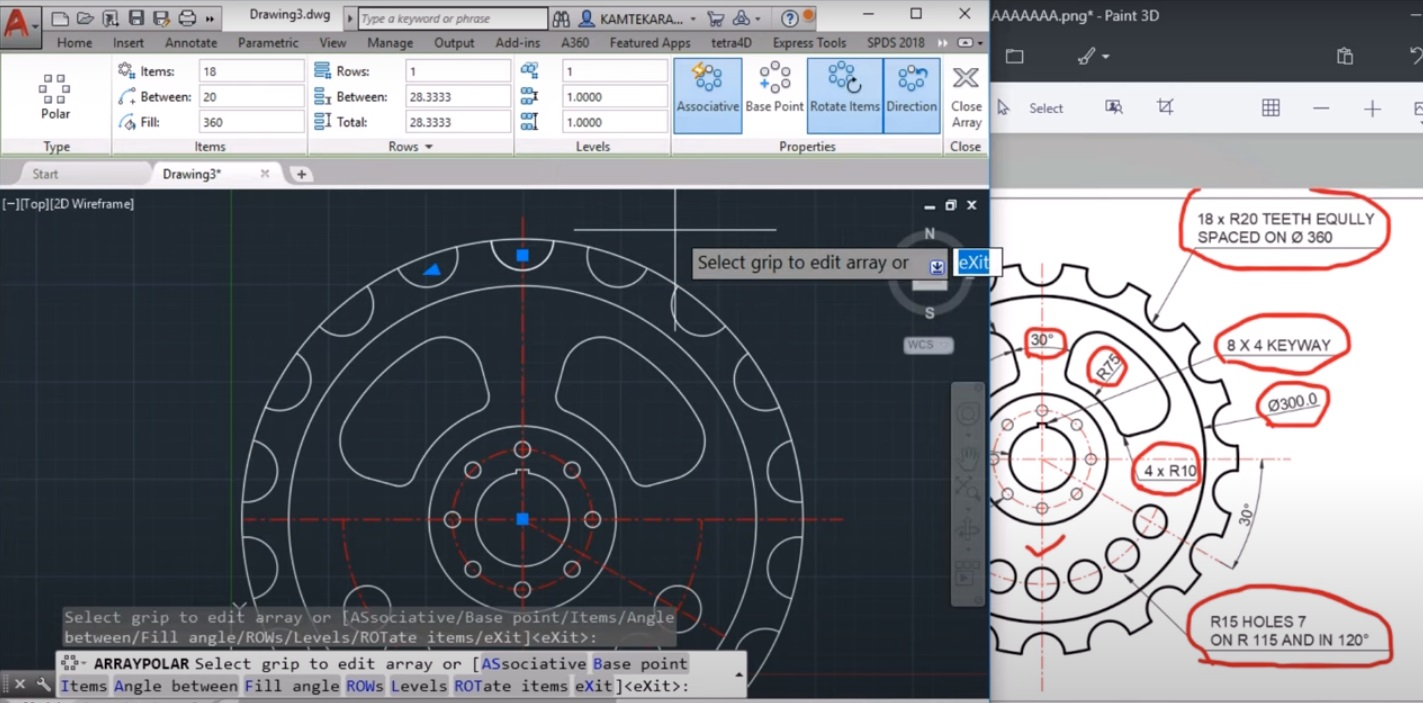 Drawing3.dwg
Type a keyword or phrase
KAMTEKARA...
AAAAAAA.png* - Paint 3D
Home Insert Annotate Parametric View Manage Output Add-ins A360 Featured Apps tetra4D Express Tools SPDS 2018
Items: 18 Rows: 1 1
Between: 20 Between: 28.3333 1.0000
Fill: 360 Total: 28.3333 1.0000
Polar
Associative Base Point Rotate Items Direction Close
Array
Type Items Rows Levels Properties Close
Select
Start Drawing3*
[−][Top][2D Wireframe]
N
Select grip to edit array or eXit
S
WCS
18 x R20 TEETH EQULLY
SPACED ON Ø 360
30°
8 X 4 KEYWAY
R75
Ø300.0
4 x R10
30°
R15 HOLES 7
ON R 115 AND IN 120°
Select grip to edit array or [ASsociative/Base point/Items/Angle
between/Fill angle/ROWs/Levels/ROTate items/eXit]<eXit>:
ARRAYPOLAR Select grip to edit array or [ASsociative Base point
Items Angle between Fill angle ROWs Levels ROTate items eXit]<eXit>: